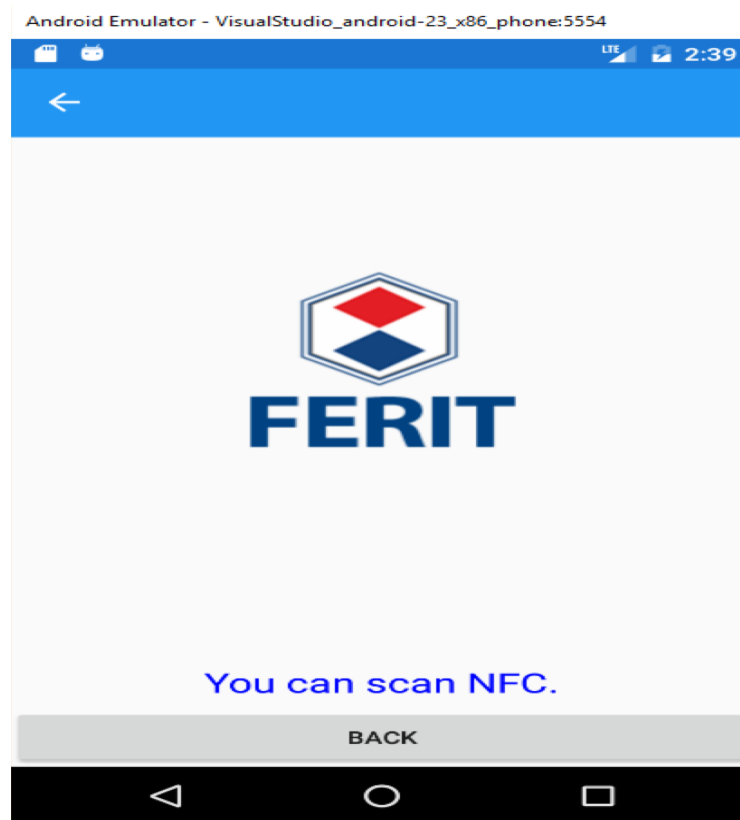 Android Emulator - VisualStudio_android-23_x86_phone:5554
LTE 2:39
FERIT
You can scan NFC.
BACK